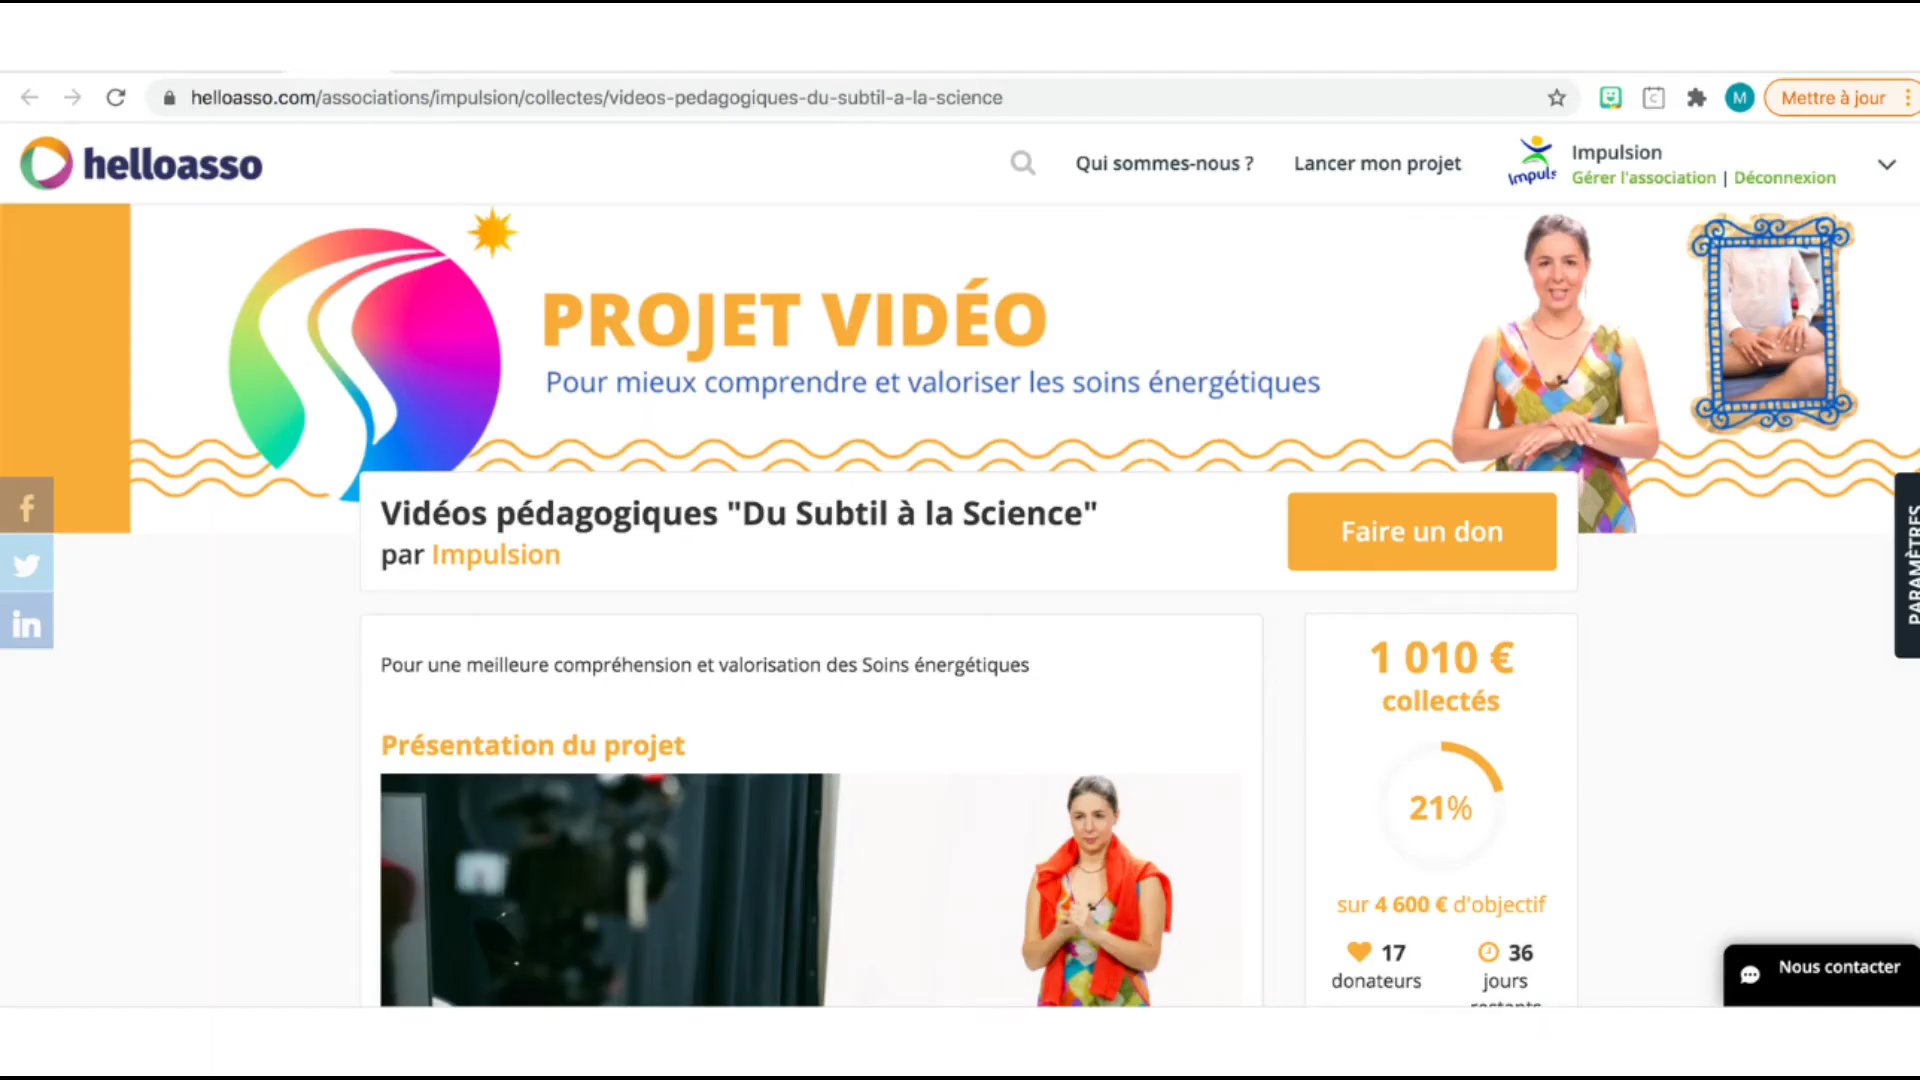 helloasso.com/associations/impulsion/collectes/videos-pedagogiques-du-subtil-a-la-science
M
Mettre à jour
helloasso
Qui sommes-nous ?
Lancer mon projet
Impuls
Impulsion
Gérer l'association | Déconnexion
PROJET VIDÉO
Pour mieux comprendre et valoriser les soins énergétiques
Vidéos pédagogiques "Du Subtil à la Science"
par Impulsion
Faire un don
PARAMÈTRES
Pour une meilleure compréhension et valorisation des Soins énergétiques
Présentation du projet
1 010 €
collectés
21%
sur 4 600 € d'objectif
17
donateurs
36
jours
restants
Nous contacter